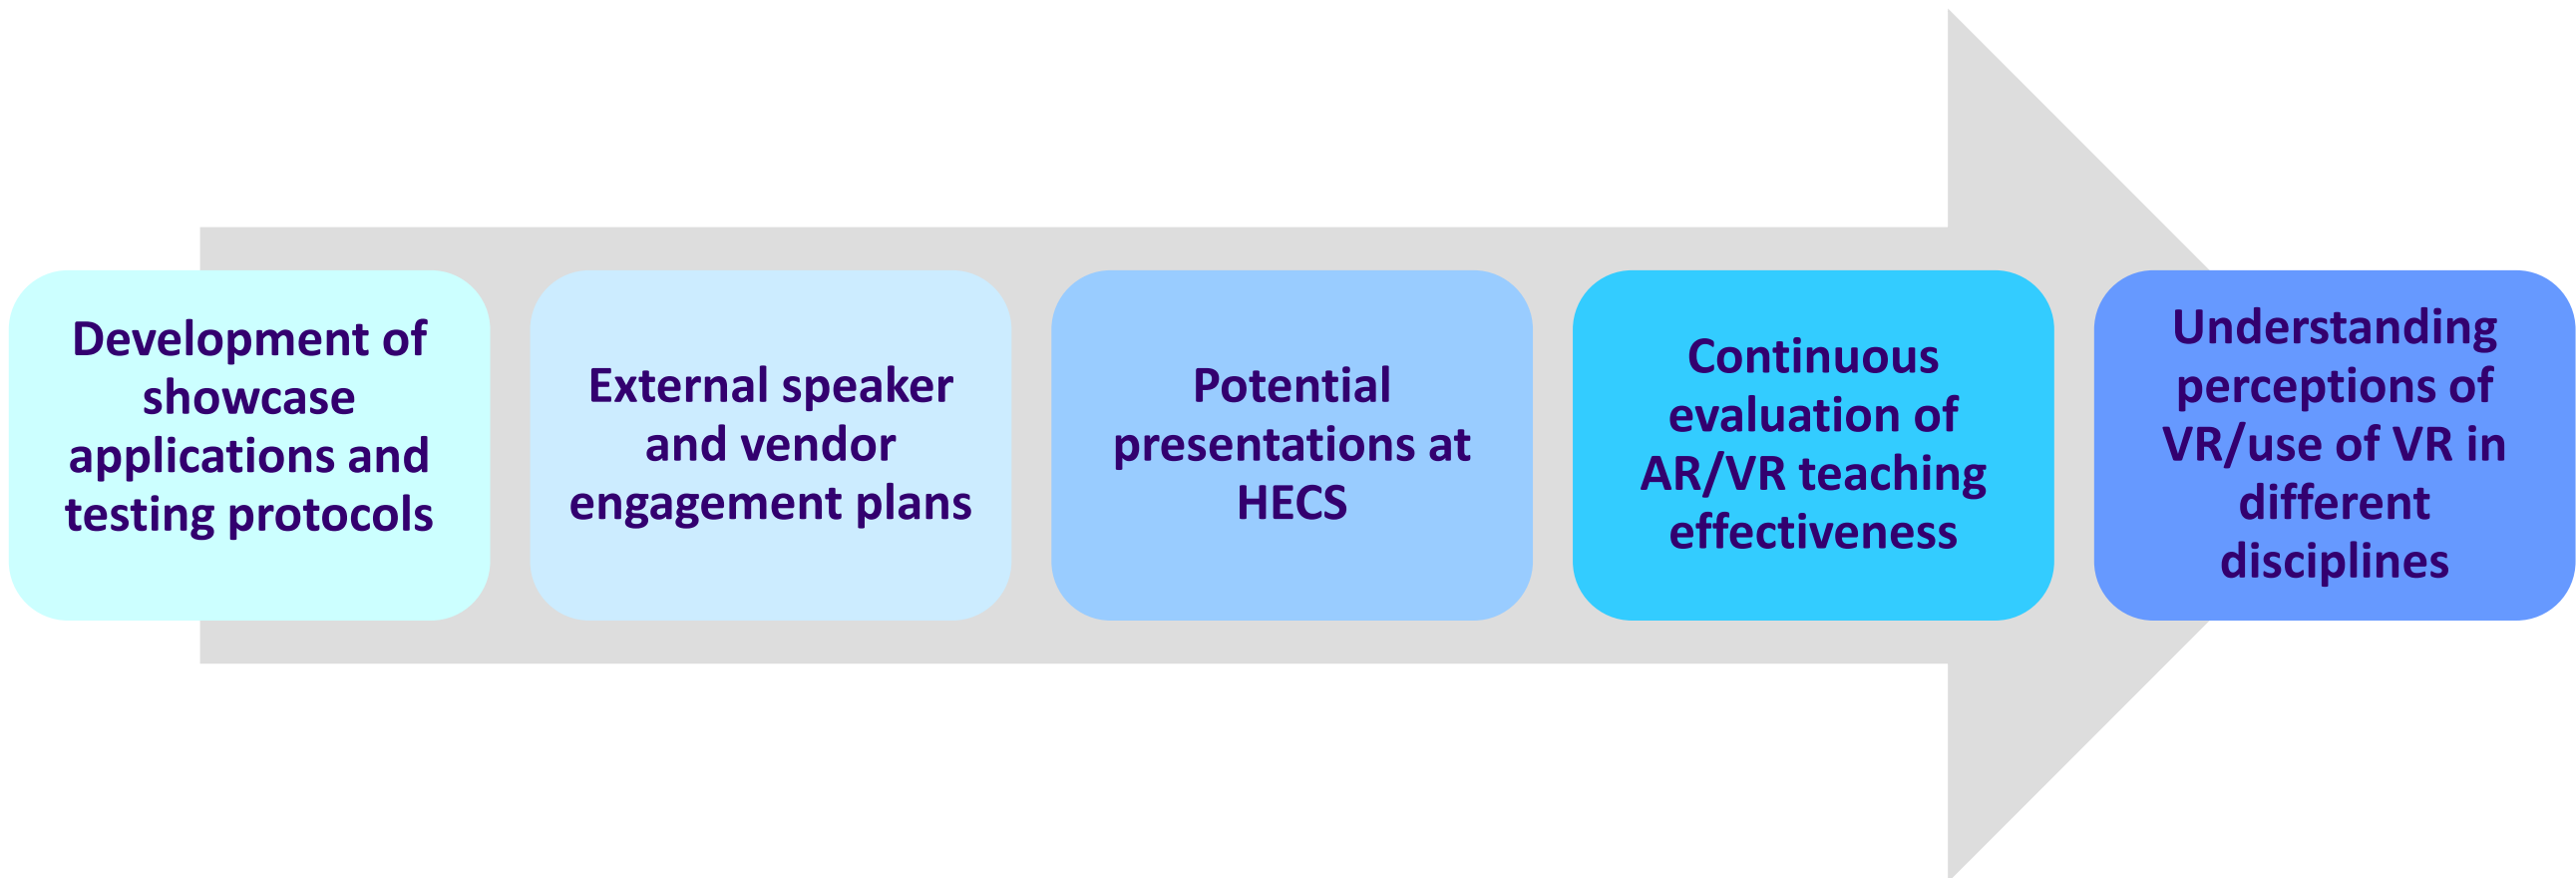 Development of
showcase
applications and
testing protocols
External speaker
and vendor
engagement plans
Potential
presentations at
HECS
Continuous
evaluation of
AR/VR teaching
effectiveness
Understanding
perceptions of
VR/use of VR in
different
disciplines